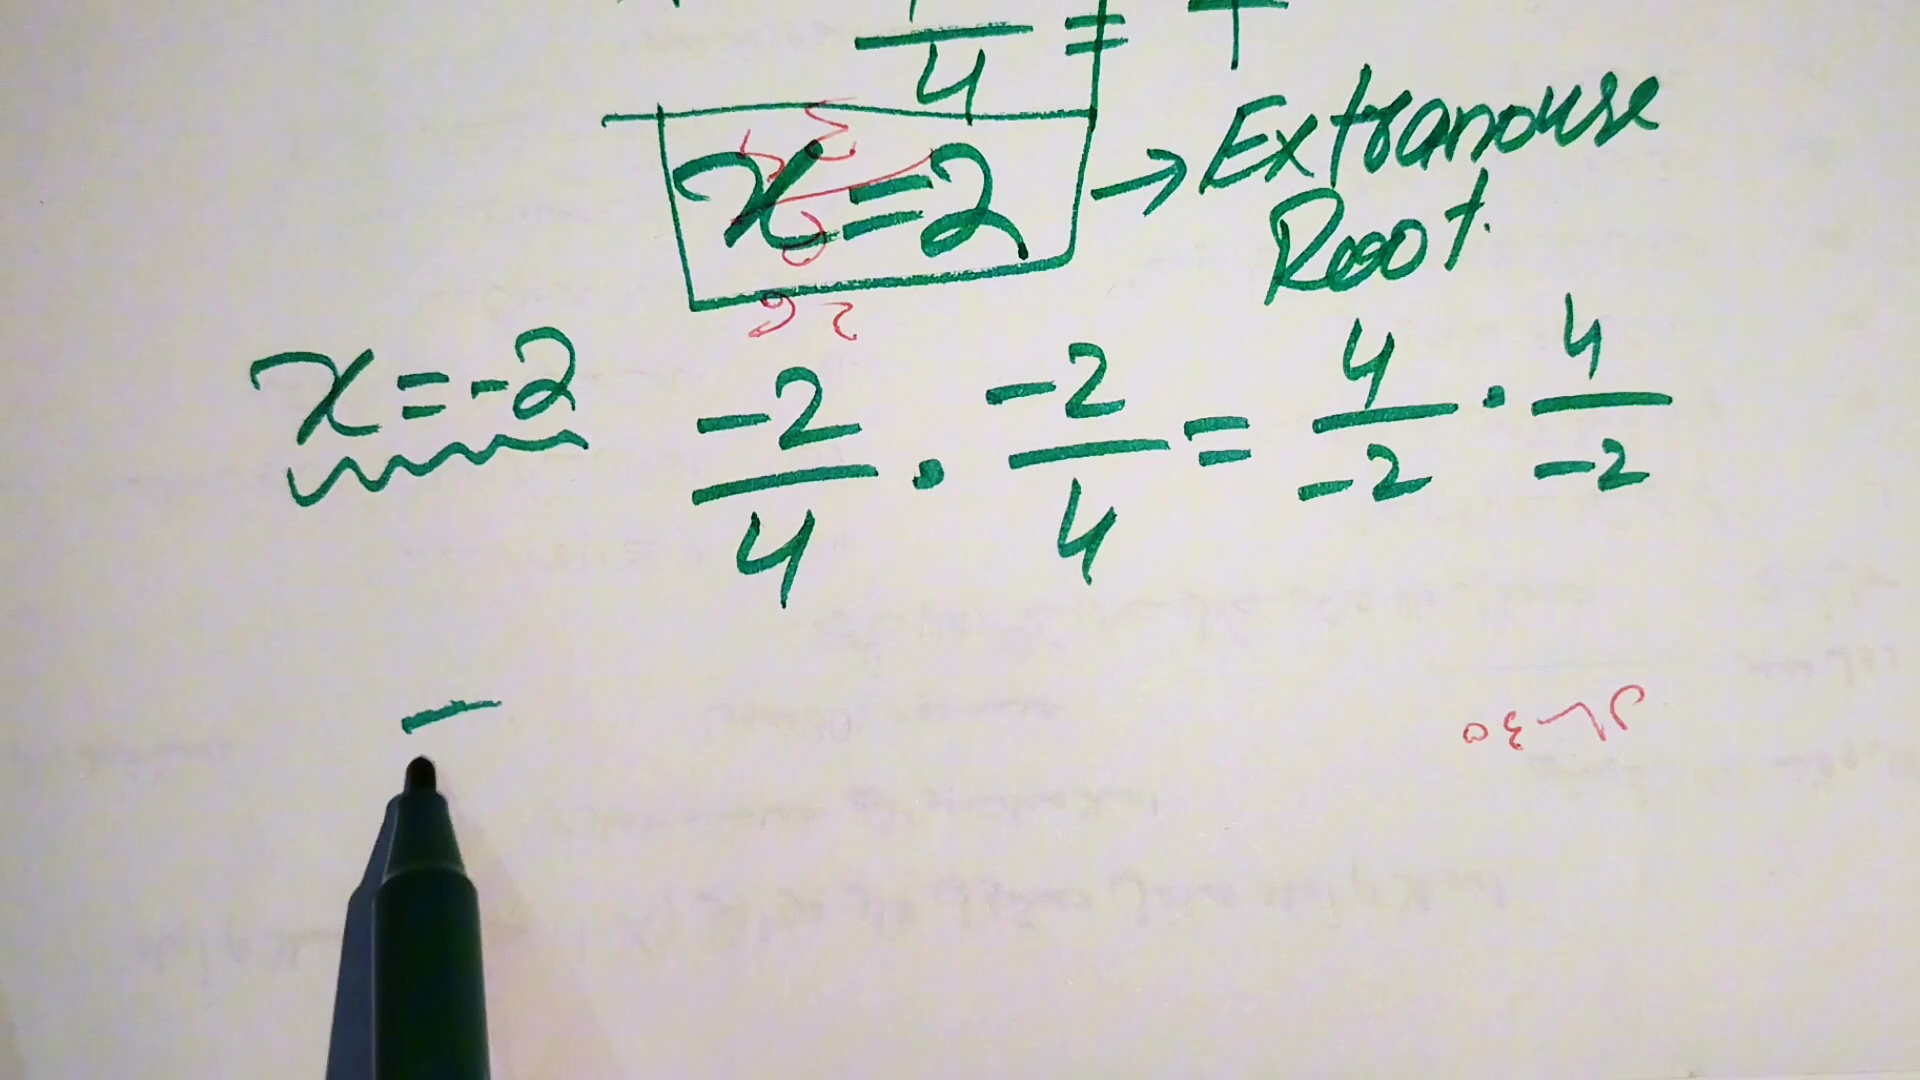 4 =
x=2 → Extranouse
Root.
x=-2 -2/4 · -2/4 = 4/-2 · 4/-2